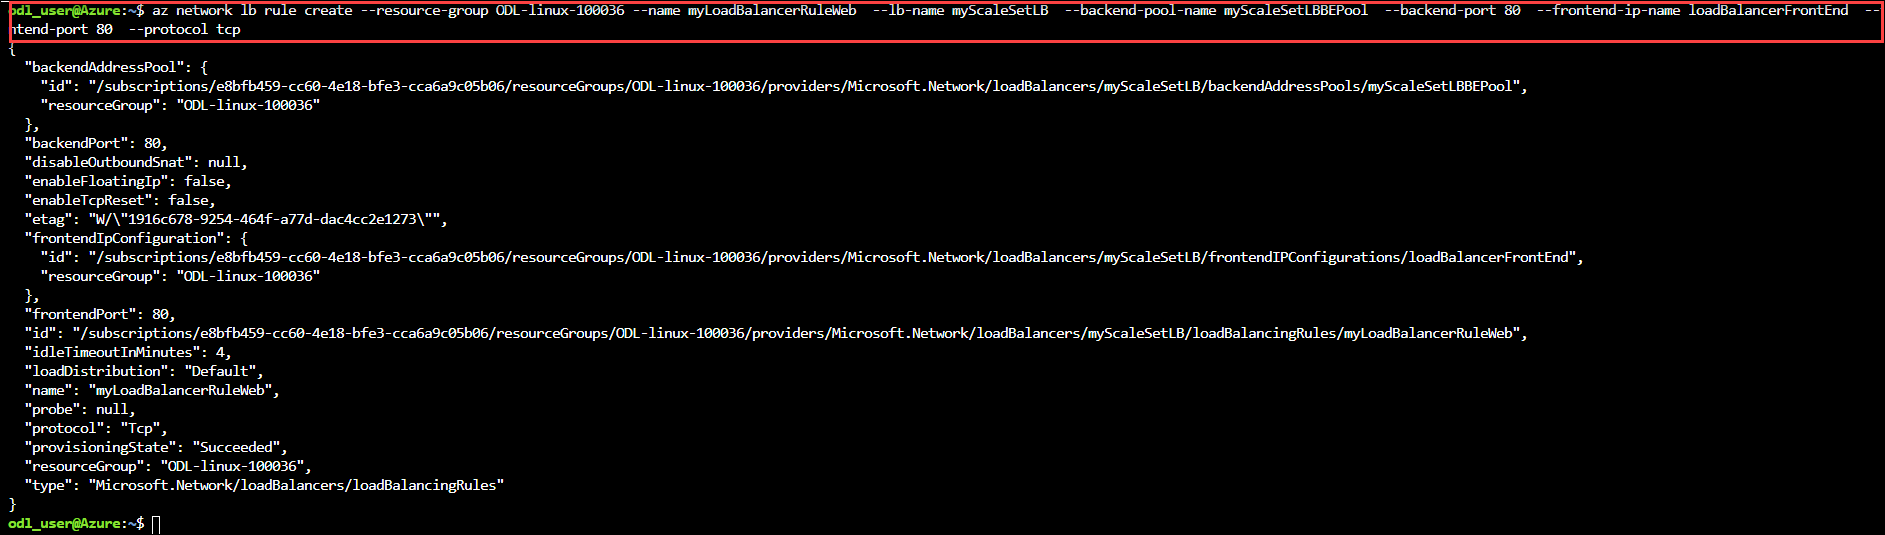 odl_user@Azure:~$ az network lb rule create --resource-group ODL-linux-100036 --name myLoadBalancerRuleWeb  --lb-name myScaleSetLB  --backend-pool-name myScaleSetLBBEPool  --backend-port 80  --frontend-ip-name loadBalancerFrontEnd  --
ntend-port 80  --protocol tcp
{
  "backendAddressPool": {
    "id": "/subscriptions/e8bfb459-cc60-4e18-bfe3-cca6a9c05b06/resourceGroups/ODL-linux-100036/providers/Microsoft.Network/loadBalancers/myScaleSetLB/backendAddressPools/myScaleSetLBBEPool",
    "resourceGroup": "ODL-linux-100036"
  },
  "backendPort": 80,
  "disableOutboundSnat": null,
  "enableFloatingIp": false,
  "enableTcpReset": false,
  "etag": "W/\"1916c678-9254-464f-a77d-dac4cc2e1273\"",
  "frontendIpConfiguration": {
    "id": "/subscriptions/e8bfb459-cc60-4e18-bfe3-cca6a9c05b06/resourceGroups/ODL-linux-100036/providers/Microsoft.Network/loadBalancers/myScaleSetLB/frontendIPConfigurations/loadBalancerFrontEnd",
    "resourceGroup": "ODL-linux-100036"
  },
  "frontendPort": 80,
  "id": "/subscriptions/e8bfb459-cc60-4e18-bfe3-cca6a9c05b06/resourceGroups/ODL-linux-100036/providers/Microsoft.Network/loadBalancers/myScaleSetLB/loadBalancingRules/myLoadBalancerRuleWeb",
  "idleTimeoutInMinutes": 4,
  "loadDistribution": "Default",
  "name": "myLoadBalancerRuleWeb",
  "probe": null,
  "protocol": "Tcp",
  "provisioningState": "Succeeded",
  "resourceGroup": "ODL-linux-100036",
  "type": "Microsoft.Network/loadBalancers/loadBalancingRules"
}
odl_user@Azure:~$